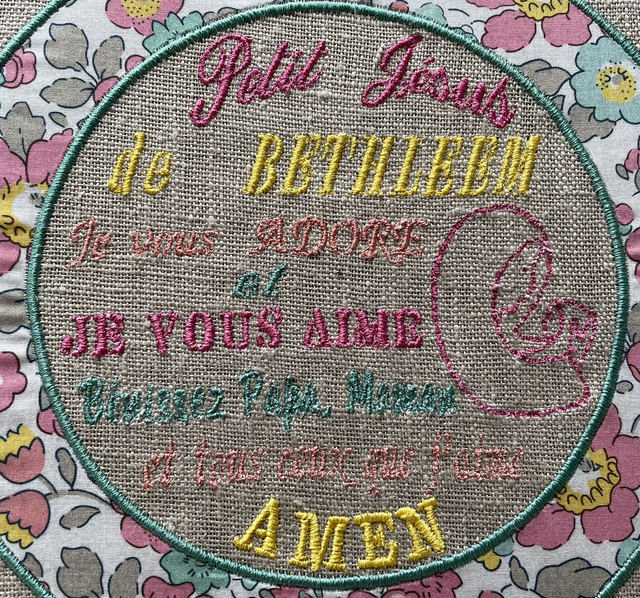 Petit Jésus
de BETHLEEM
Je vous ADORE
et
JE VOUS AIME
Bénissez Papa, Maman
et tous ceux que j'aime
AMEN